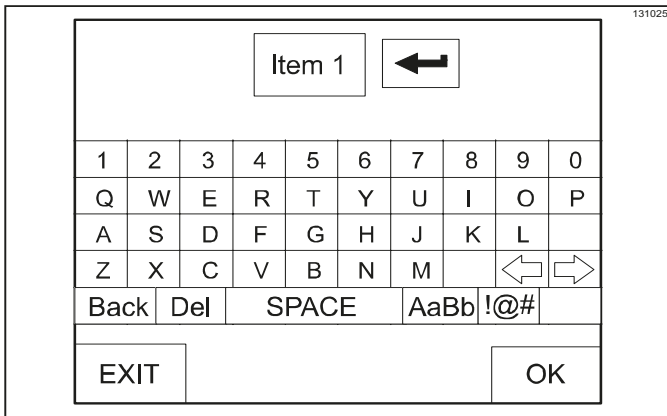 131025
Item 1
1 2 3 4 5 6 7 8 9 0
Q W E R T Y U I O P
A S D F G H J K L
Z X C V B N M
Back Del SPACE AaBb !@#
EXIT OK